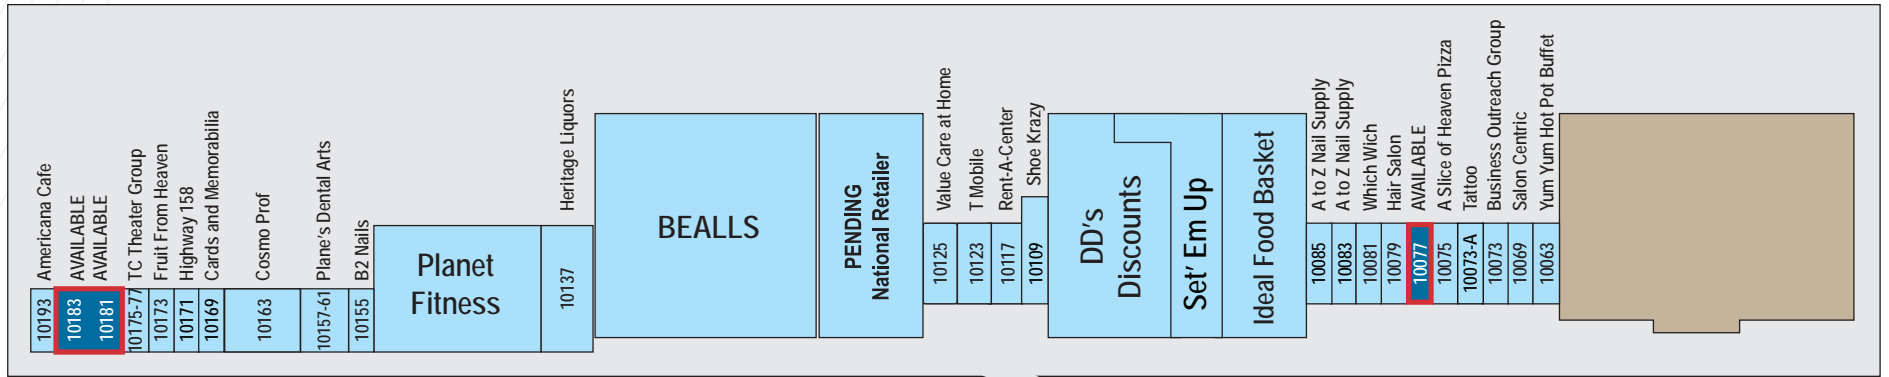 Americana Cafe
10193
AVAILABLE
10183
AVAILABLE
10181
TC Theater Group
10175-77
Fruit From Heaven
10173
Highway 158
10171
Cards and Memorabilia
10169
Cosmo Prof
10163
Plane's Dental Arts
10157-61
B2 Nails
10155
Planet
Fitness
Heritage Liquors
10137
BEALLS
PENDING
National Retailer
Value Care at Home
10125
T Mobile
10123
Rent-A-Center
10117
Shoe Krazy
10109
DD's
Discounts
Set' Em Up
Ideal Food Basket
A to Z Nail Supply
10085
A to Z Nail Supply
10083
Which Wich
10081
Hair Salon
10079
AVAILABLE
10077
A Slice of Heaven Pizza
10075
Tattoo
10073-A
Business Outreach Group
10073
Salon Centric
10069
Yum Yum Hot Pot Buffet
10063